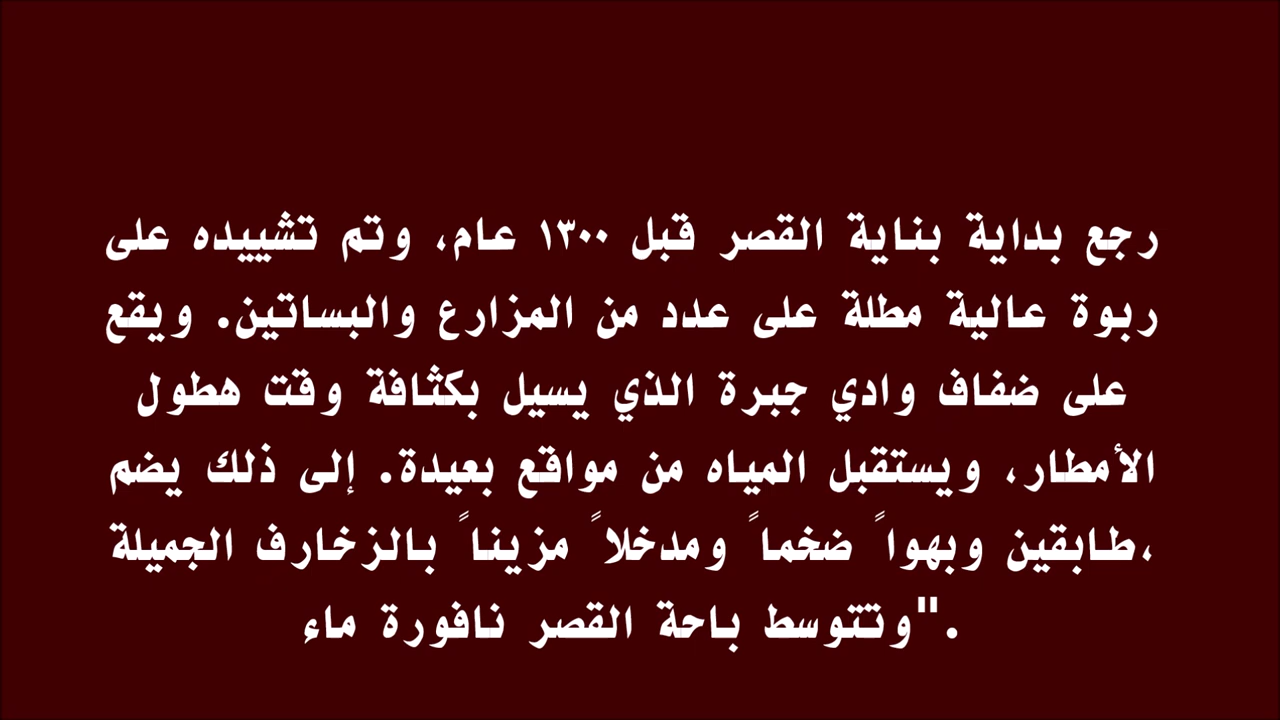 رجع بداية بناية القصر قبل ١٣٠٠ عام، وتم تشييده على
ربوة عالية مطلة على عدد من المزارع والبساتين. ويقع
على ضفاف وادي جبرة الذي يسيل بكثافة وقت هطول
الأمطار، ويستقبل المياه من مواقع بعيدة. إلى ذلك يضم
،طابقين وبهواً ضخماً ومدخلاً مزيناً بالزخارف الجميلة
."وتتوسط باحة القصر نافورة ماء